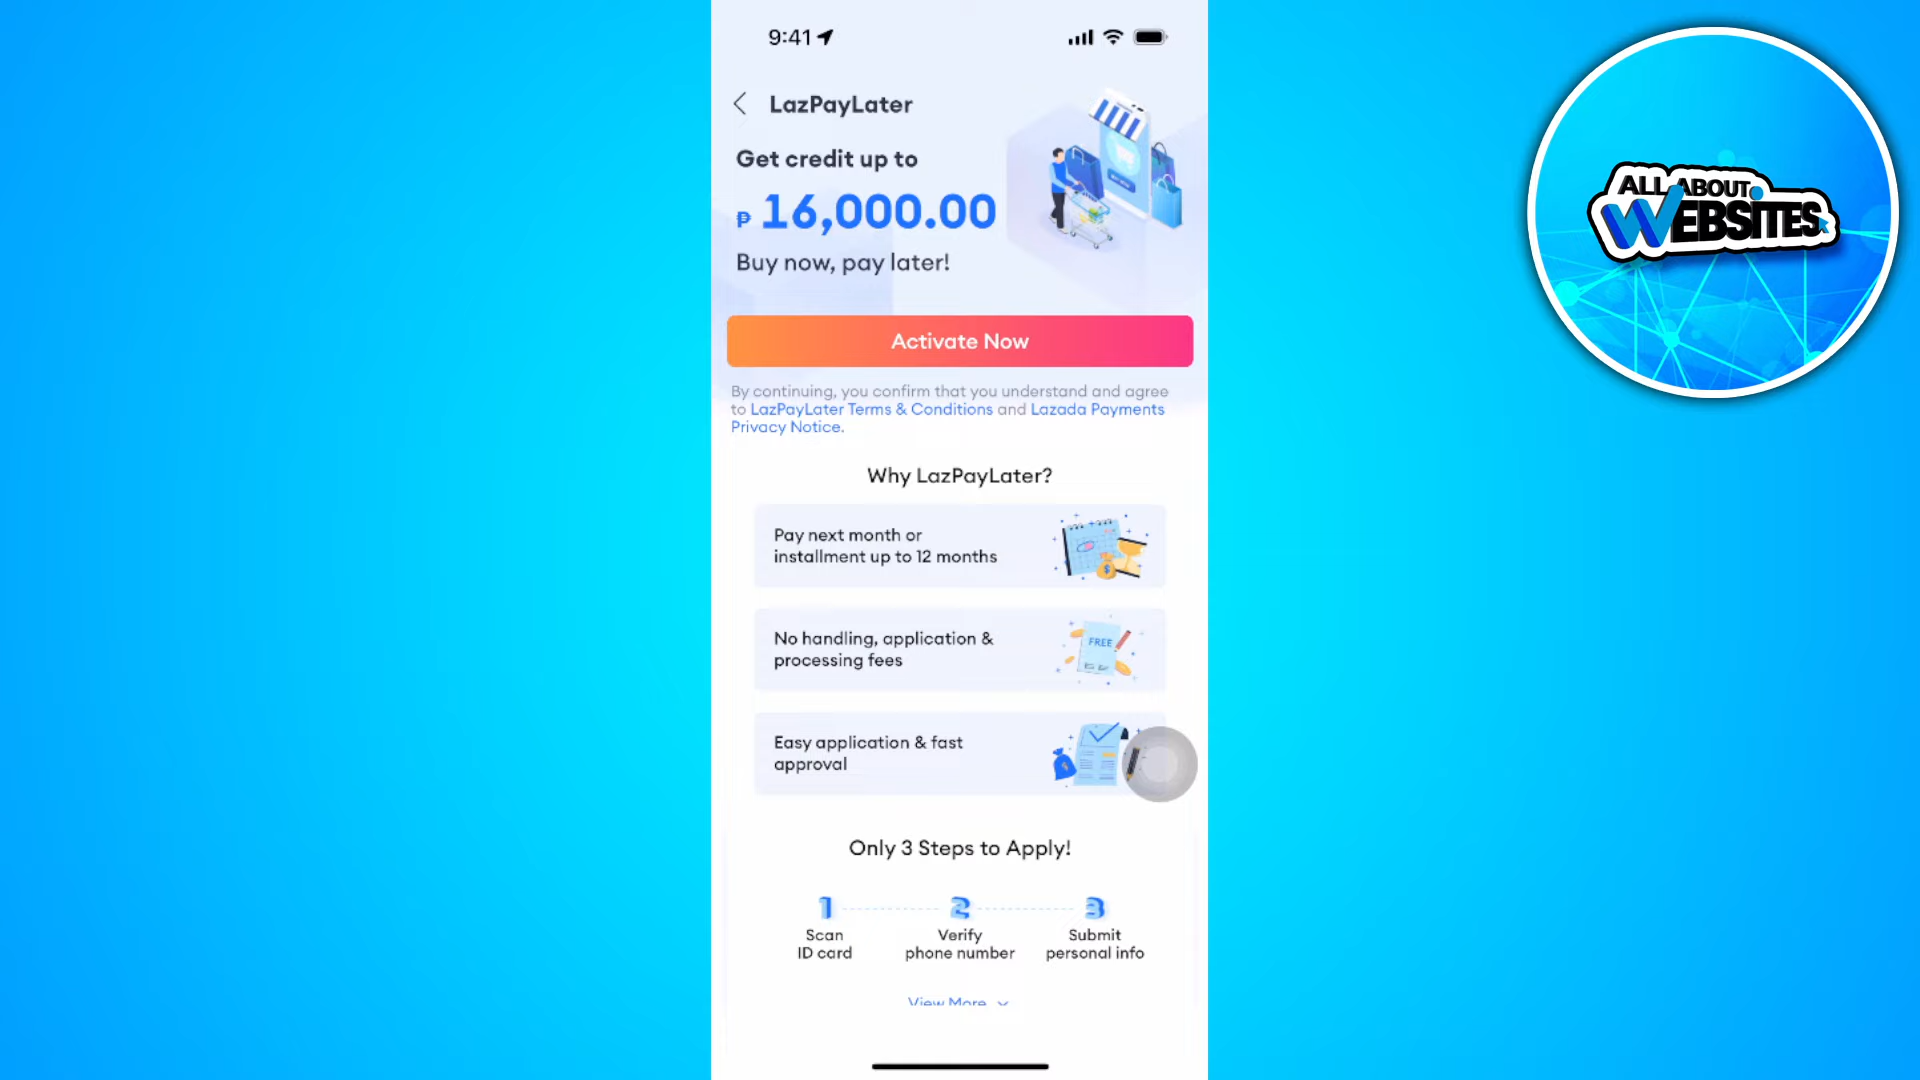 9:41
LazPayLater
Get credit up to
₱ 16,000.00
Buy now, pay later!
Activate Now
By continuing, you confirm that you understand and agree
to LazPayLater Terms & Conditions and Lazada Payments
Privacy Notice.
Why LazPayLater?
Pay next month or
installment up to 12 months
No handling, application &
processing fees
FREE
Easy application & fast
approval
Only 3 Steps to Apply!
1 2 3
Scan
ID card
Verify
phone number
Submit
personal info
View More
ALL ABOUT
WEBSITES